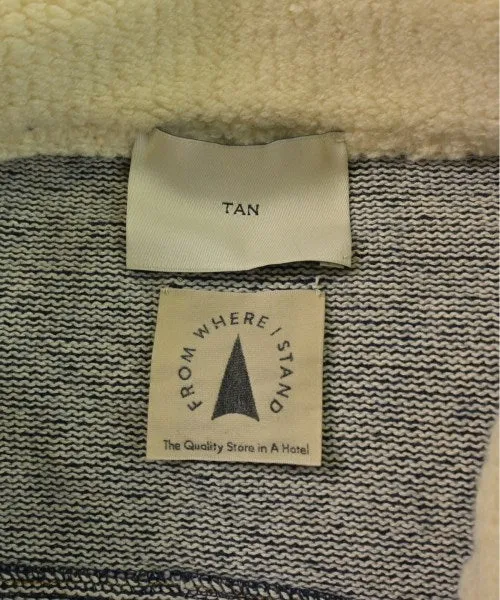 TAN
FROM WHERE I STAND
The Quality Store in A Hotel